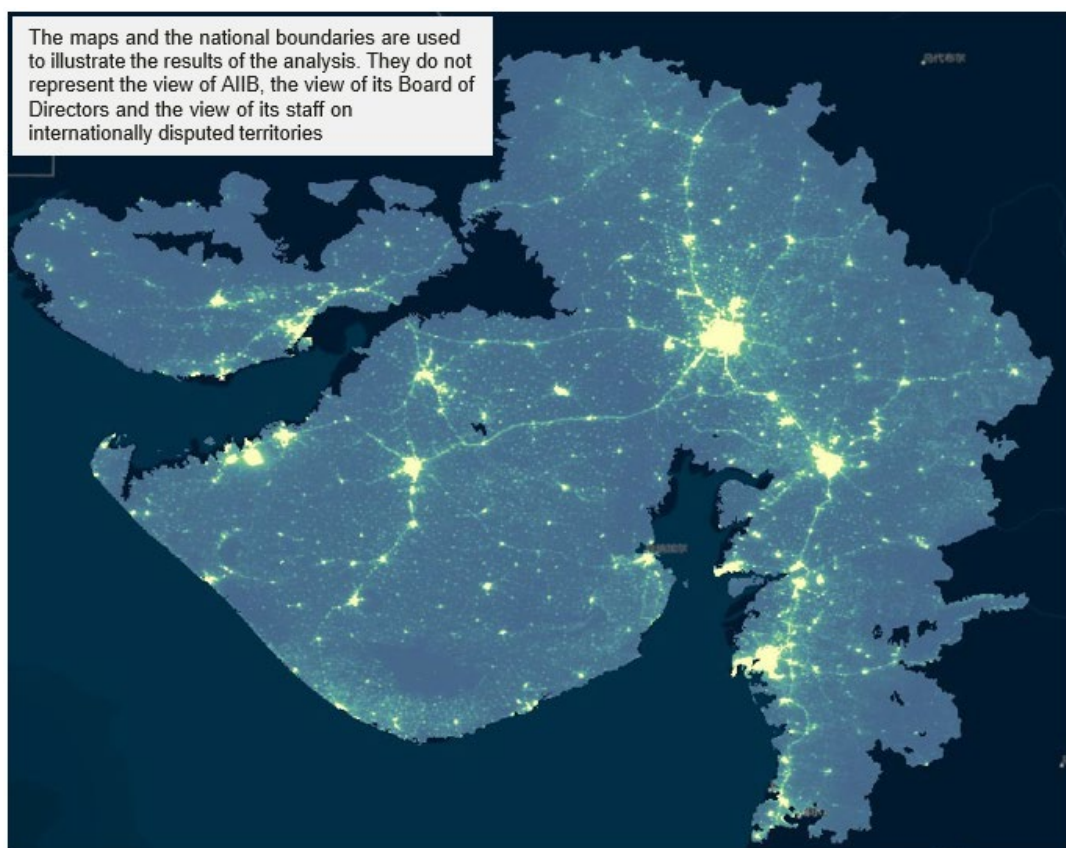 The maps and the national boundaries are used
to illustrate the results of the analysis. They do not
represent the view of AIIB, the view of its Board of
Directors and the view of its staff on
internationally disputed territories